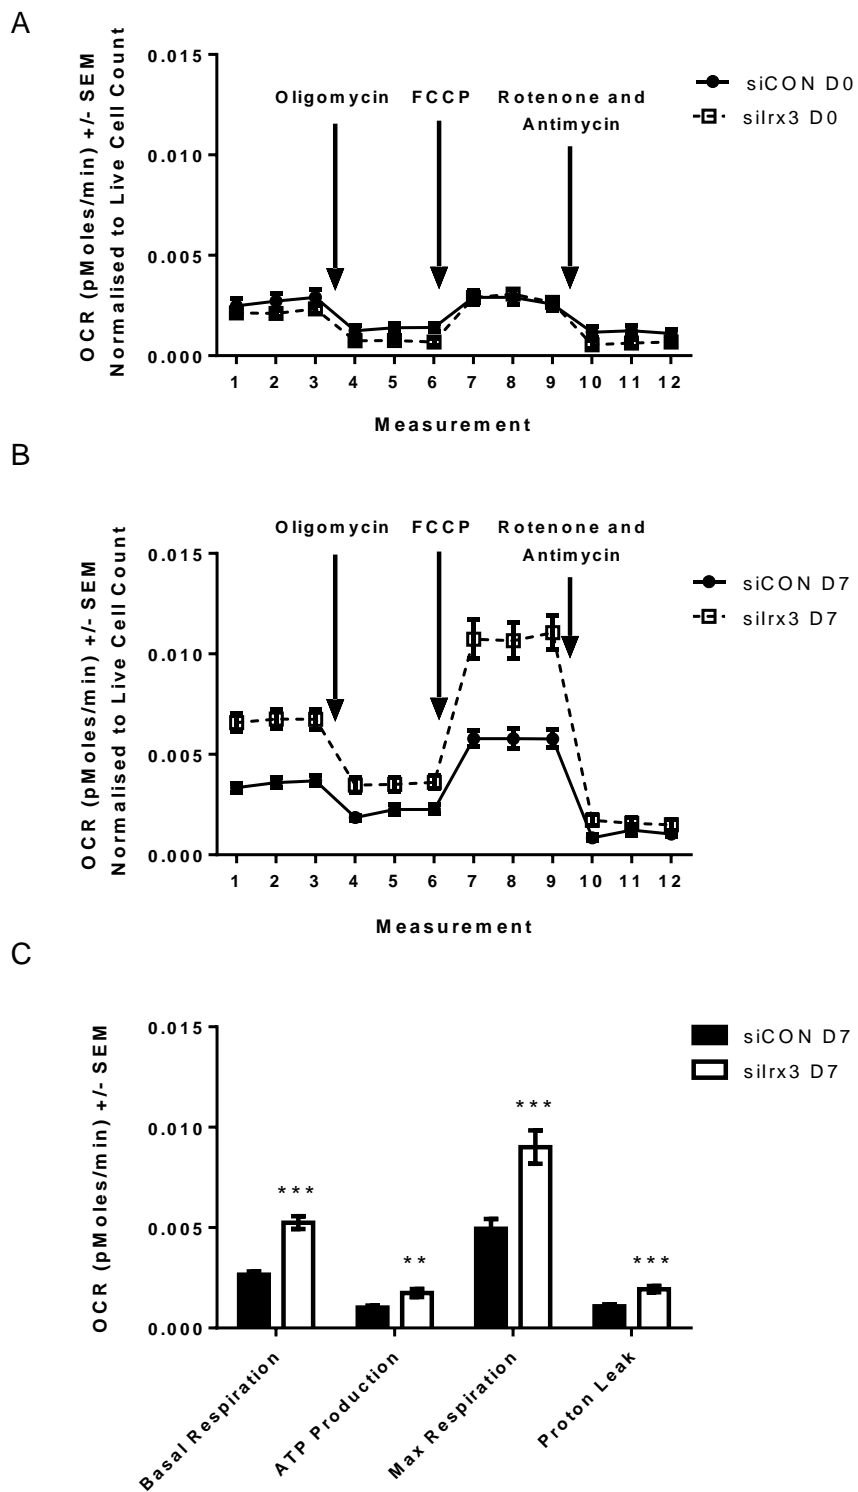 A
OCR (pMoles/min) +/- SEM
Normalised to Live Cell Count
0.015
0.010
0.005
0.000
Oligomycin
FCCP
Rotenone and
Antimycin
siCON D0
siIrx3 D0
1 2 3 4 5 6 7 8 9 10 11 12
Measurement
B
OCR (pMoles/min) +/- SEM
Normalised to Live Cell Count
0.015
0.010
0.005
0.000
Oligomycin
FCCP
Rotenone and
Antimycin
siCON D7
siIrx3 D7
1 2 3 4 5 6 7 8 9 10 11 12
Measurement
C
OCR (pMoles/min) +/- SEM
0.015
0.010
0.005
0.000
siCON D7
siIrx3 D7
***
**
***
***
Basal Respiration
ATP Production
Max Respiration
Proton Leak